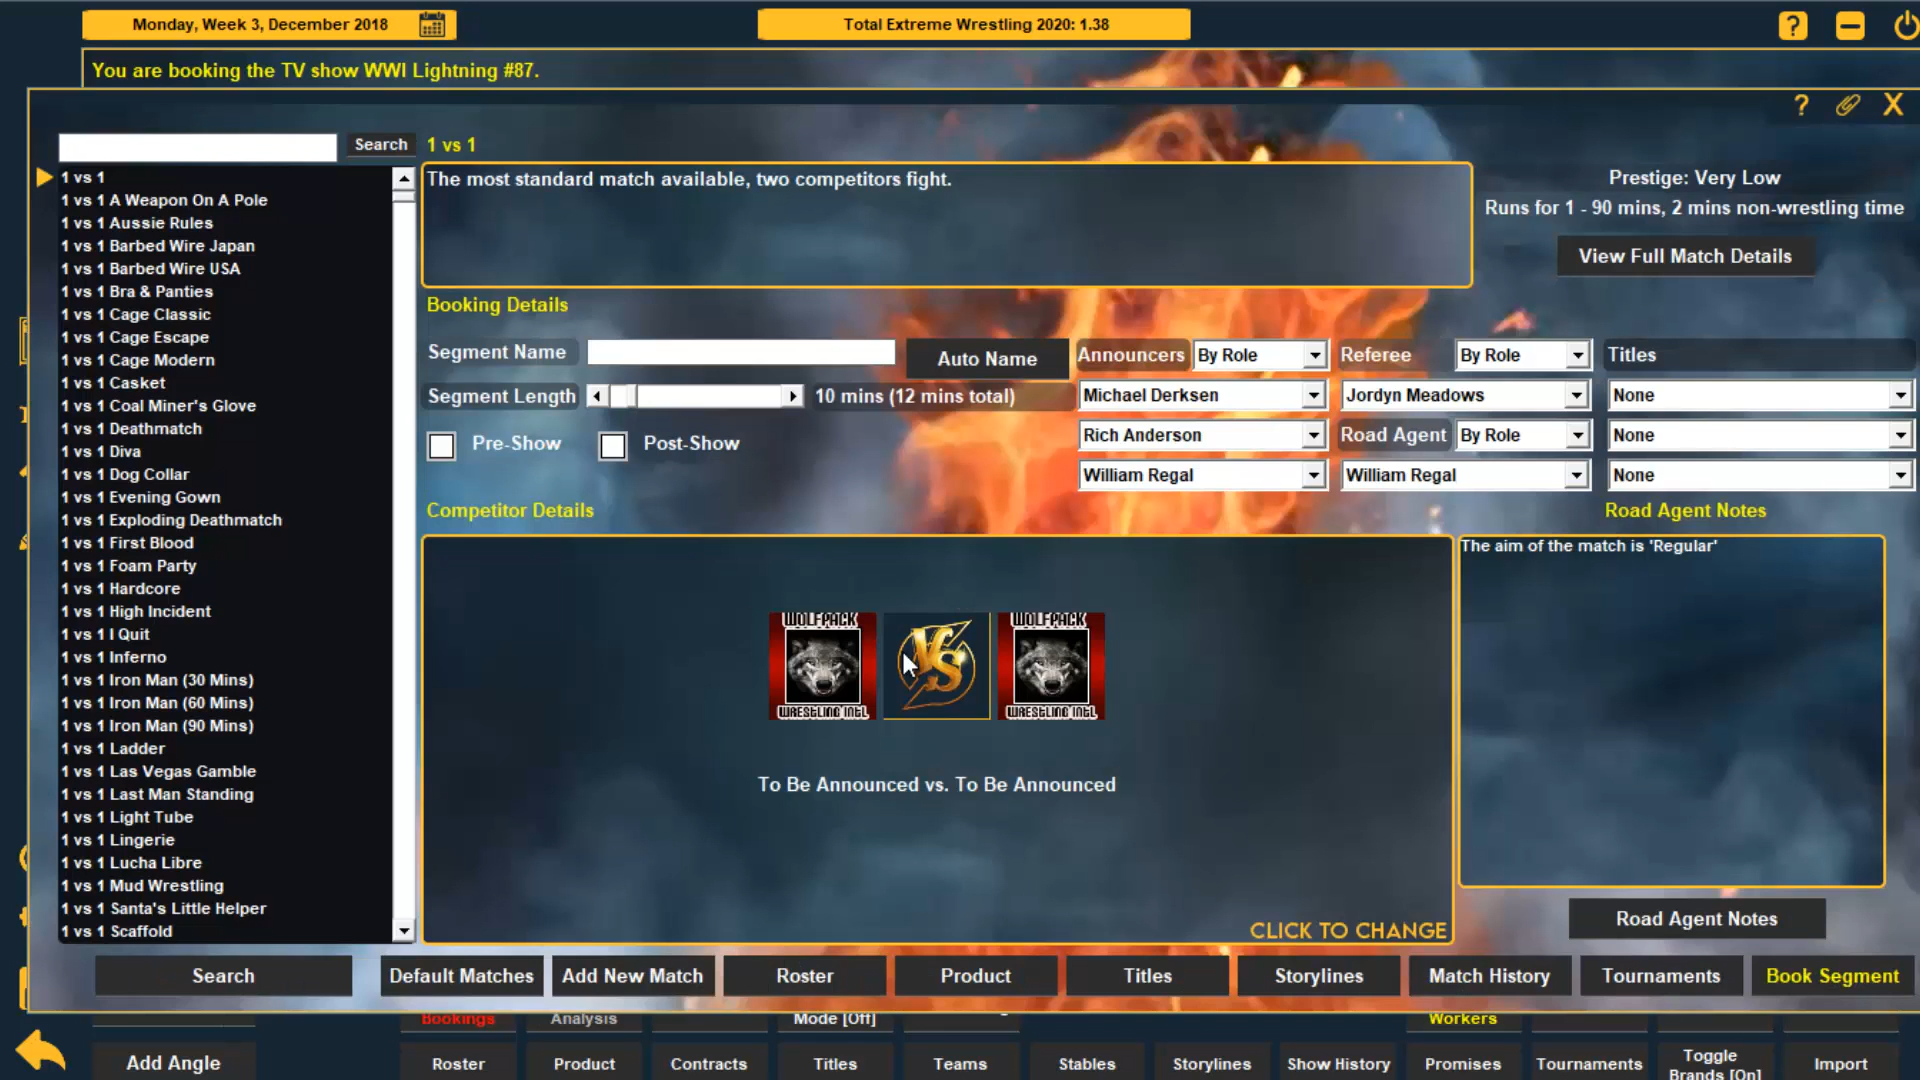 Monday, Week 3, December 2018
Total Extreme Wrestling 2020: 1.38
?
You are booking the TV show WWI Lightning #87.
? X
Search
1 vs 1
1 vs 1
1 vs 1 A Weapon On A Pole
1 vs 1 Aussie Rules
1 vs 1 Barbed Wire Japan
1 vs 1 Barbed Wire USA
1 vs 1 Bra & Panties
1 vs 1 Cage Classic
1 vs 1 Cage Escape
1 vs 1 Cage Modern
1 vs 1 Casket
1 vs 1 Coal Miner's Glove
1 vs 1 Deathmatch
1 vs 1 Diva
1 vs 1 Dog Collar
1 vs 1 Evening Gown
1 vs 1 Exploding Deathmatch
1 vs 1 First Blood
1 vs 1 Foam Party
1 vs 1 Hardcore
1 vs 1 High Incident
1 vs 1 I Quit
1 vs 1 Inferno
1 vs 1 Iron Man (30 Mins)
1 vs 1 Iron Man (60 Mins)
1 vs 1 Iron Man (90 Mins)
1 vs 1 Ladder
1 vs 1 Las Vegas Gamble
1 vs 1 Last Man Standing
1 vs 1 Light Tube
1 vs 1 Lingerie
1 vs 1 Lucha Libre
1 vs 1 Mud Wrestling
1 vs 1 Santa's Little Helper
1 vs 1 Scaffold
The most standard match available, two competitors fight.
Prestige: Very Low
Runs for 1 - 90 mins, 2 mins non-wrestling time
View Full Match Details
Booking Details
Segment Name
Auto Name
Segment Length
10 mins (12 mins total)
Pre-Show
Post-Show
Announcers
By Role
Michael Derksen
Rich Anderson
William Regal
Referee
By Role
Jordyn Meadows
Road Agent
By Role
William Regal
Titles
None
None
None
Competitor Details
WOLFPACK
WRESTLING INTL
VS
WOLFPACK
WRESTLING INTL
To Be Announced vs. To Be Announced
CLICK TO CHANGE
Road Agent Notes
The aim of the match is 'Regular'
Road Agent Notes
Search
Default Matches
Add New Match
Roster
Product
Titles
Storylines
Match History
Tournaments
Book Segment
Bookings
Analysis
Mode [Off]
Workers
Add Angle
Roster
Product
Contracts
Titles
Teams
Stables
Storylines
Show History
Promises
Tournaments
Toggle
Brands [On]
Import